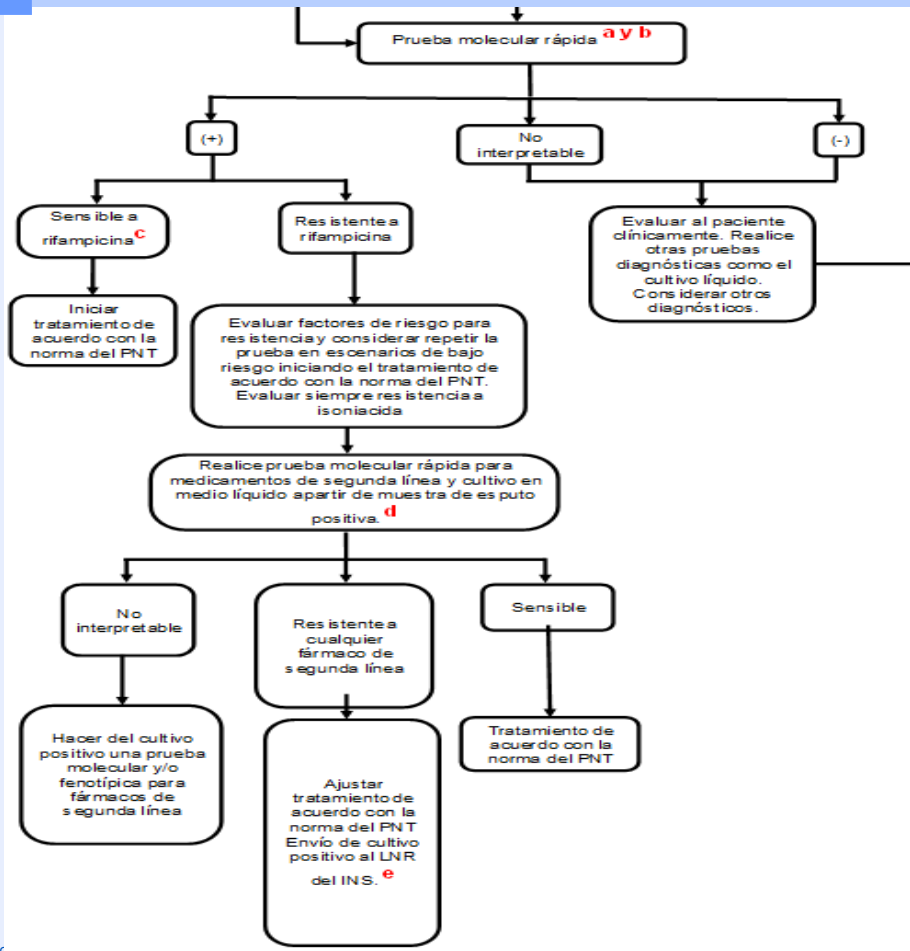 Prueba molecular rápida a y b
(+)
No
interpretable
(-)
Sensible a
rifampicina c
Resistente a
rifampicina
Evaluar al paciente
clínicamente. Realice
otras pruebas
diagnósticas como el
cultivo líquido.
Considerar otros
diagnósticos.
Iniciar
tratamiento de
acuerdo con la
norma del PNT
Evaluar factores de riesgo para
resistencia y considerar repetir la
prueba en escenarios de bajo
riesgo iniciando el tratamiento de
acuerdo con la norma del PNT.
Evaluar siempre resistencia a
isoniacida
Realice prueba molecular rápida para
medicamentos de segunda línea y cultivo en
medio líquido apartir de muestra de esputo
positiva. d
No
interpretable
Resistente a
cualquier
fármaco de
segunda línea
Sensible
Hacer del cultivo
positivo una prueba
molecular y/o
fenotípica para
fármacos de
segunda línea
Ajustar
tratamiento de
acuerdo con la
norma del PNT
Envío de cultivo
positivo al LNR
del INS. e
Tratamiento de
acuerdo con la
norma del PNT